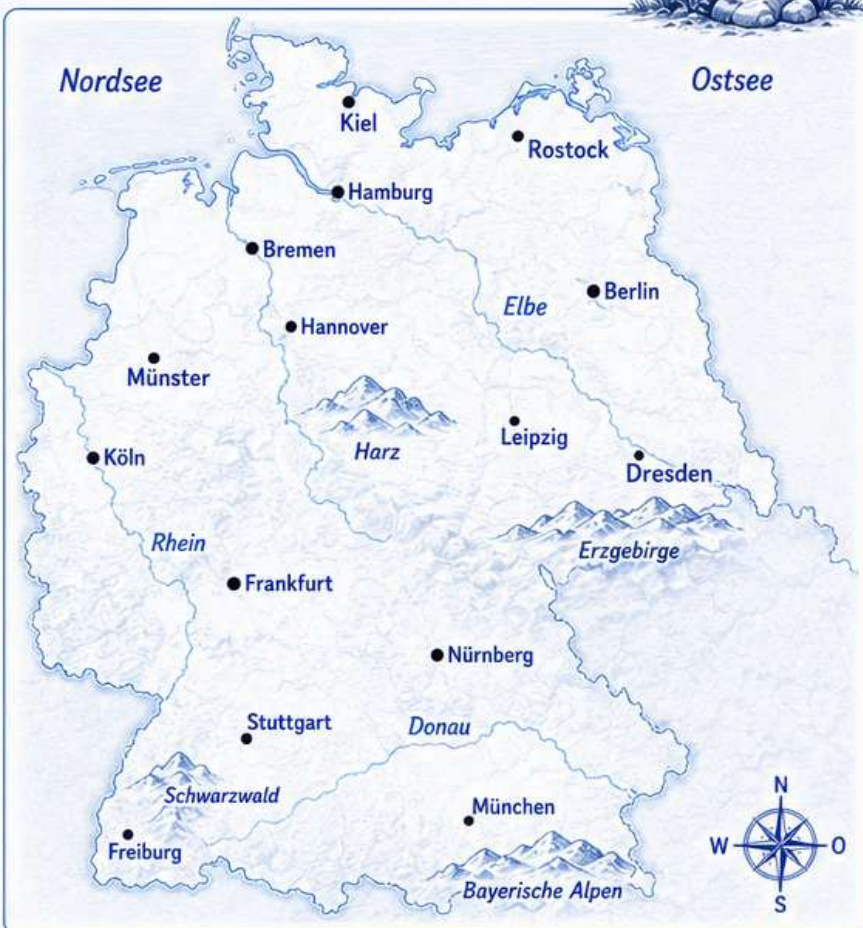 Nordsee
Ostsee
Kiel
Rostock
Hamburg
Bremen
Berlin
Elbe
Hannover
Münster
Leipzig
Harz
Köln
Dresden
Rhein
Erzgebirge
Frankfurt
Nürnberg
Stuttgart
Donau
Schwarzwald
München
Freiburg
Bayerische Alpen
N
W
O
S